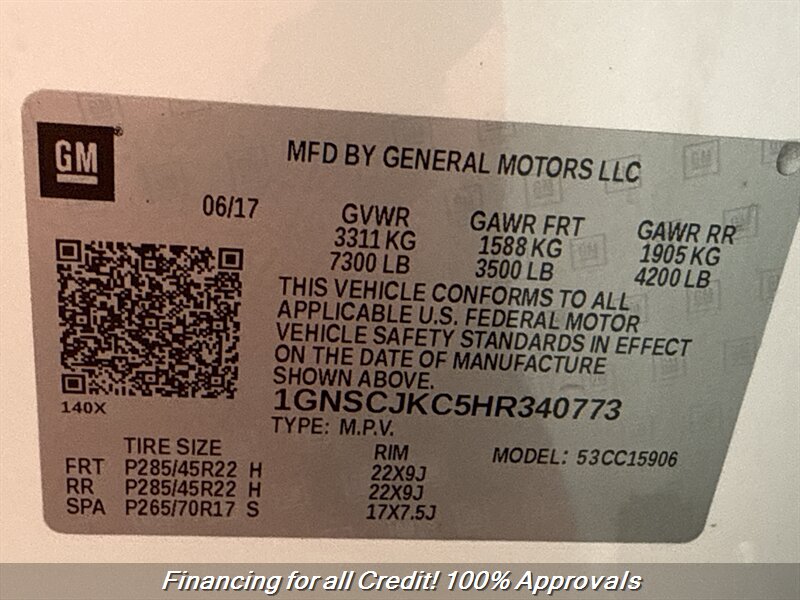 GM
MFD BY GENERAL MOTORS LLC
06/17
GVWR GAWR FRT GAWR RR
3311 KG 1588 KG 1905 KG
7300 LB 3500 LB 4200 LB
THIS VEHICLE CONFORMS TO ALL
APPLICABLE U.S. FEDERAL MOTOR
VEHICLE SAFETY STANDARDS IN EFFECT
ON THE DATE OF MANUFACTURE
SHOWN ABOVE.
140X
1GNSCJKC5HR340773
TYPE: M.P.V.
TIRE SIZE RIM MODEL: 53CC15906
FRT P285/45R22 H 22X9J
RR P285/45R22 H 22X9J
SPA P265/70R17 S 17X7.5J
Financing for all Credit! 100% Approvals